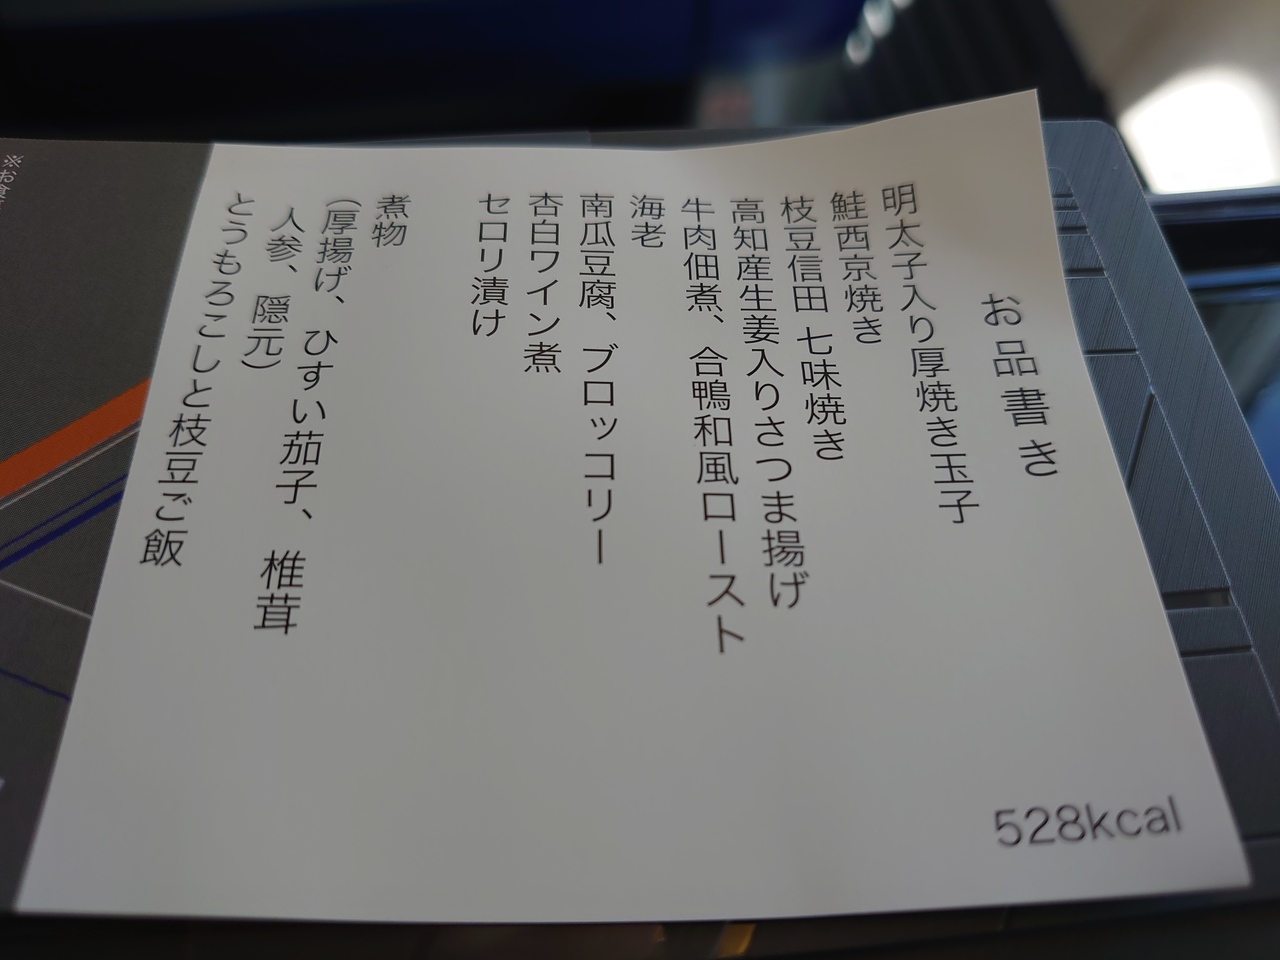 お品書き
明太子入り厚焼き玉子
鮭西京焼き
枝豆信田 七味焼き
高知産生姜入りさつま揚げ
牛肉佃煮、合鴨和風ロースト
海老
南瓜豆腐、ブロッコリー
杏白ワイン煮
セロリ漬け
煮物
(厚揚げ、ひすい茄子、椎茸
人参、隠元)
とうもろこしと枝豆ご飯
528kcal
※お